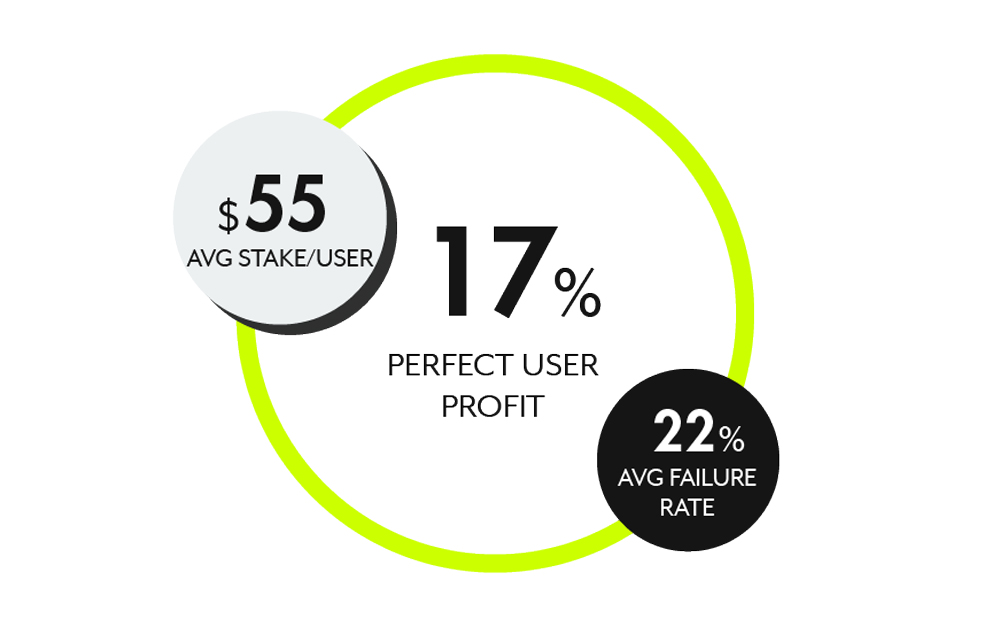 $55
AVG STAKE/USER
17%
PERFECT USER
PROFIT
22%
AVG FAILURE
RATE